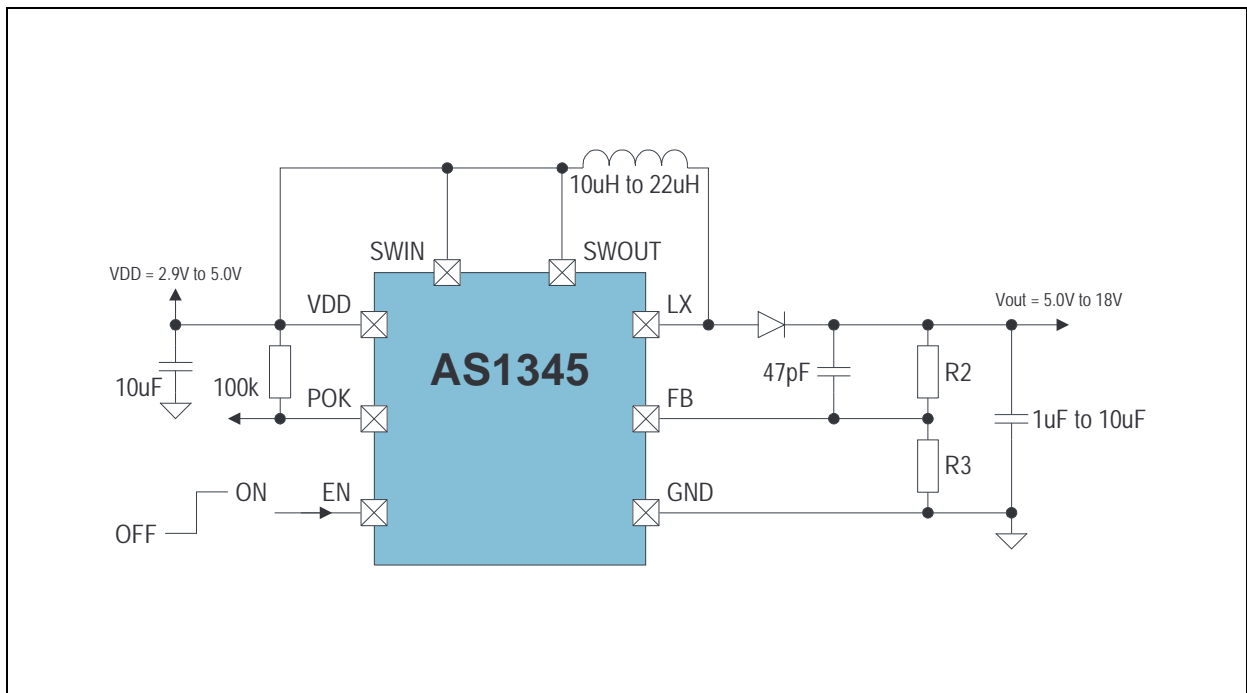 10uH to 22uH
SWIN
SWOUT
VDD = 2.9V to 5.0V
VDD
LX
Vout = 5.0V to 18V
AS1345
10uF
100k
POK
47pF
FB
R2
1uF to 10uF
R3
ON
EN
GND
OFF